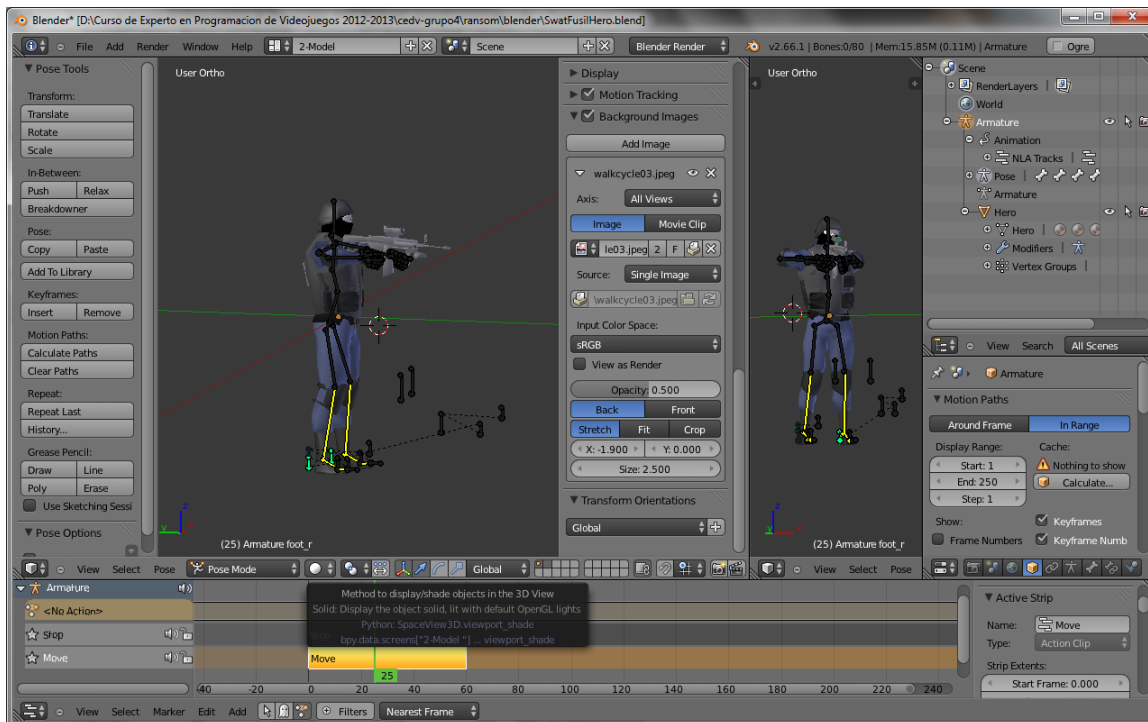 Blender* [D:\Curso de Experto en Programacion de Videojuegos 2012-2013\cedv-grupo4\ransom\blender\SwatFusilHero.blend]
File Add Render Window Help 2-Model Scene Blender Render v2.66.1 | Bones:0/80 | Mem:15.85M (0.11M) | Armature Ogre
Pose Tools
Transform:
Translate
Rotate
Scale
In-Between:
Push Relax
Breakdowner
Pose:
Copy Paste
Add To Library
Keyframes:
Insert Remove
Motion Paths:
Calculate Paths
Clear Paths
Repeat:
Repeat Last
History...
Grease Pencil:
Draw Line
Poly Erase
Use Sketching Sessi
Pose Options
User Ortho
(25) Armature foot_r
Display
Motion Tracking
Background Images
Add Image
walkcycle03.jpeg
Axis: All Views
Image Movie Clip
le03.jpeg 2 F
Source: Single Image
\walkcycle03.jpeg
Input Color Space:
sRGB
View as Render
Opacity: 0.500
Back Front
Stretch Fit Crop
X: -1.900 Y: 0.000
Size: 2.500
Transform Orientations
Global
User Ortho
(25) Armature foot_r
Scene
RenderLayers |
World
Armature
Animation
NLA Tracks |
Pose |
Armature
Hero
Hero |
Modifiers |
Vertex Groups |
View Search All Scenes
Armature
Motion Paths
Around Frame In Range
Display Range: Cache:
Start: 1 Nothing to show
End: 250 Calculate...
Step: 1
Show: Keyframes
Frame Numbers Keyframe Numb
View Select Pose Pose Mode Global
View Select Pose
Method to display/shade objects in the 3D View
Solid: Display the object solid, lit with default OpenGL lights
Python: SpaceView3D.viewport_shade
bpy.data.screens["2-Model "] ... viewport_shade
Armature
<No Action>
Stop
Stop
Move
Move
25
-40 -20 0 20 40 60 80 100 120 140 160 180 200 220 240
View Select Marker Edit Add Filters Nearest Frame
Active Strip
Name: Move
Type: Action Clip
Strip Extents:
Start Frame: 0.000